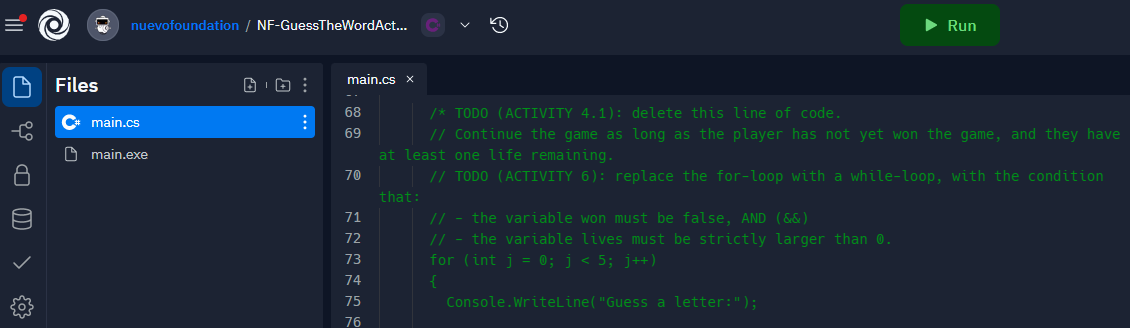 nuevofoundation / NF-GuessTheWordAct...
Run
Files
main.cs
main.exe
main.cs ×
68 /* TODO (ACTIVITY 4.1): delete this line of code.
69 // Continue the game as long as the player has not yet won the game, and they have
at least one life remaining.
70 // TODO (ACTIVITY 6): replace the for-loop with a while-loop, with the condition
that:
71 // - the variable won must be false, AND (&&)
72 // - the variable lives must be strictly larger than 0.
73 for (int j = 0; j < 5; j++)
74 {
75 Console.WriteLine("Guess a letter:");
76